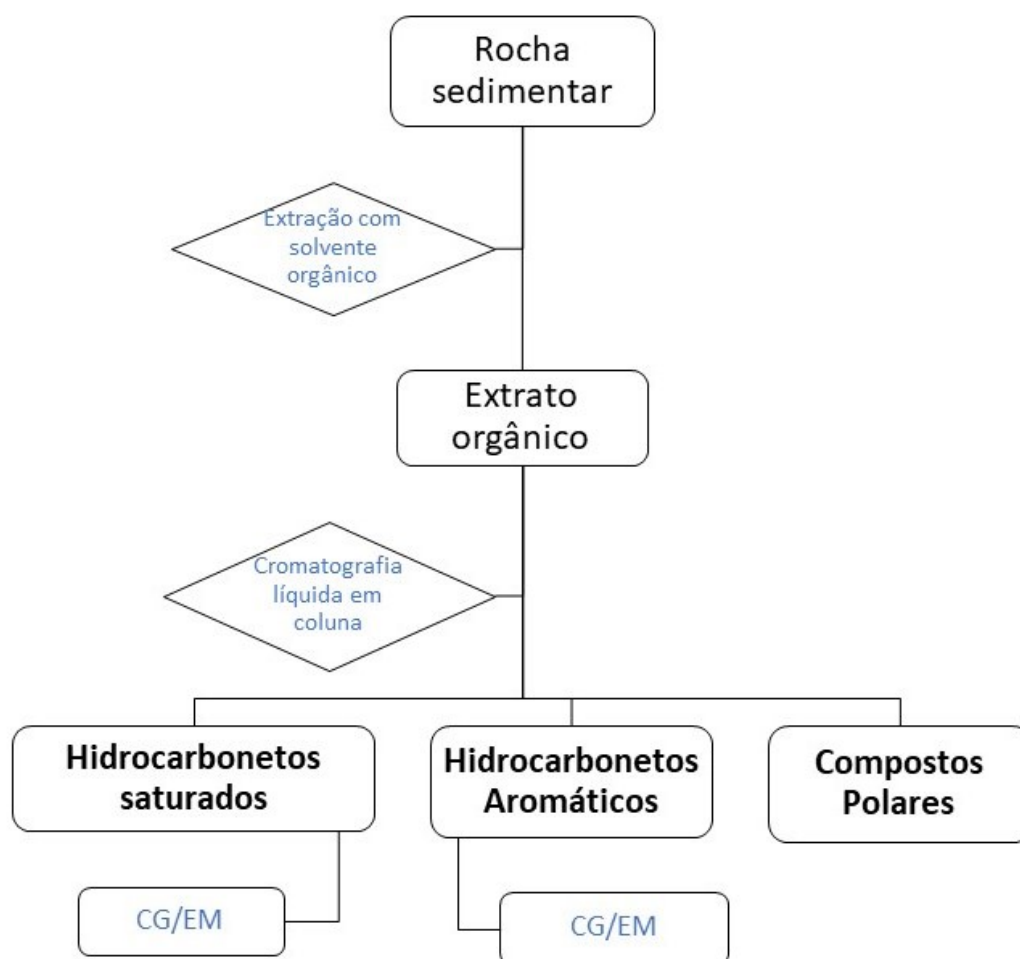 Rocha
sedimentar
Extração com
solvente
orgânico
Extrato
orgânico
Cromatografia
líquida em
coluna
Hidrocarbonetos
saturados
Hidrocarbonetos
Aromáticos
Compostos
Polares
CG/EM
CG/EM